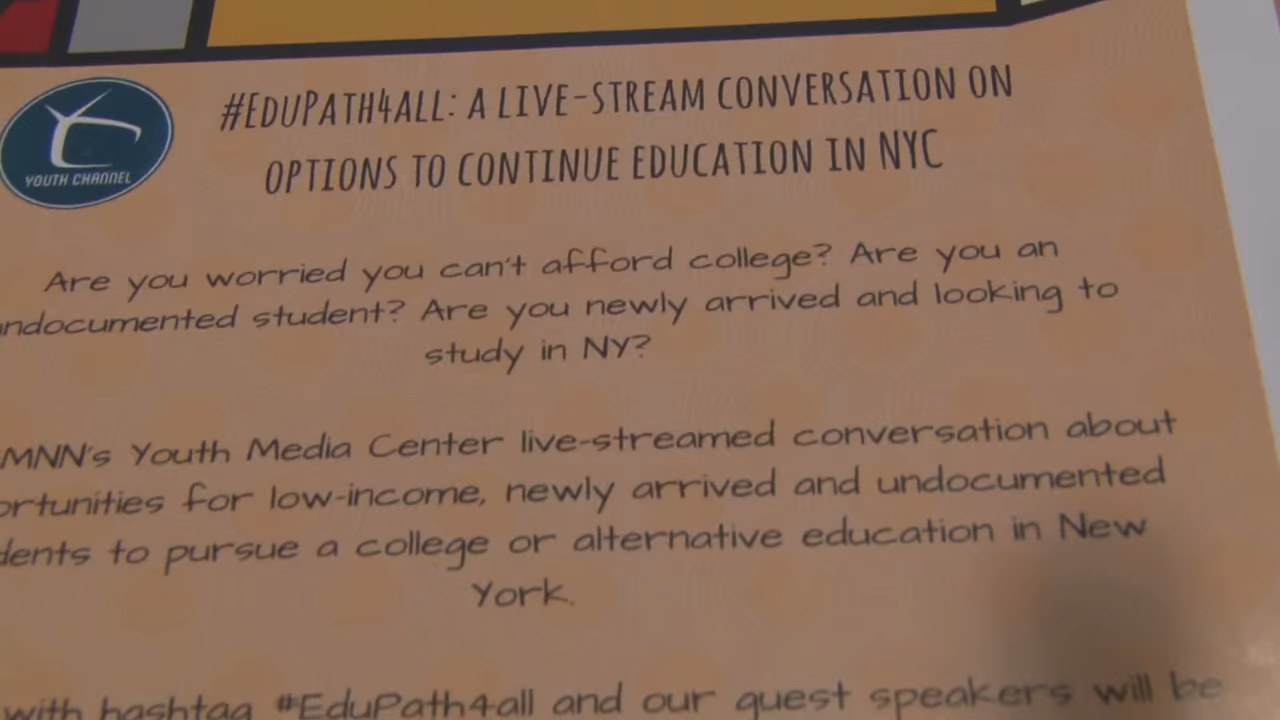 YOUTH CHANNEL
#EDUPATH4ALL: A LIVE-STREAM CONVERSATION ON
OPTIONS TO CONTINUE EDUCATION IN NYC
Are you worried you can't afford college? Are you an
undocumented student? Are you newly arrived and looking to
study in NY?
MNN's Youth Media Center live-streamed conversation about
ortunities for low-income, newly arrived and undocumented
dents to pursue a college or alternative education in New
York.
with hashtag #EduPath4all and our guest speakers will be